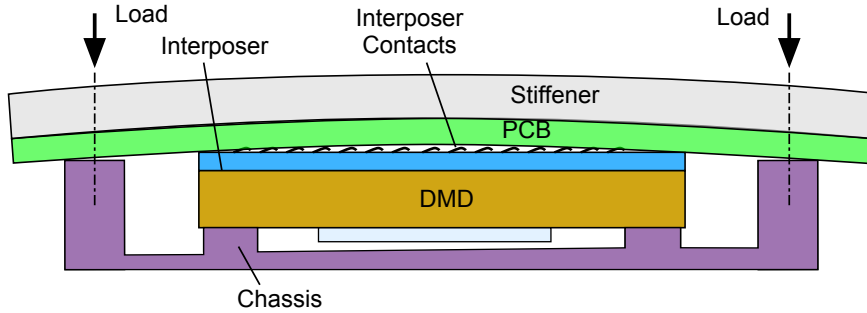 Load
Interposer
Interposer
Contacts
Load
Stiffener
PCB
DMD
Chassis